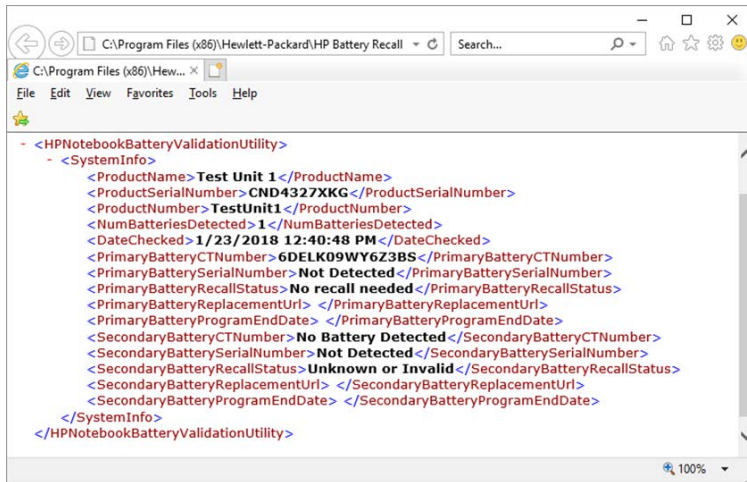 C:\Program Files (x86)\Hewlett-Packard\HP Battery Recall
Search...
C:\Program Files (x86)\Hew...
File Edit View Favorites Tools Help
- <HPNotebookBatteryValidationUtility>
- <SystemInfo>
<ProductName>Test Unit 1</ProductName>
<ProductSerialNumber>CND4327XKG</ProductSerialNumber>
<ProductNumber>TestUnit1</ProductNumber>
<NumBatteriesDetected>1</NumBatteriesDetected>
<DateChecked>1/23/2018 12:40:48 PM</DateChecked>
<PrimaryBatteryCTNumber>6DELK09WY6Z3BS</PrimaryBatteryCTNumber>
<PrimaryBatterySerialNumber>Not Detected</PrimaryBatterySerialNumber>
<PrimaryBatteryRecallStatus>No recall needed</PrimaryBatteryRecallStatus>
<PrimaryBatteryReplacementUrl> </PrimaryBatteryReplacementUrl>
<PrimaryBatteryProgramEndDate> </PrimaryBatteryProgramEndDate>
<SecondaryBatteryCTNumber>No Battery Detected</SecondaryBatteryCTNumber>
<SecondaryBatterySerialNumber>Not Detected</SecondaryBatterySerialNumber>
<SecondaryBatteryRecallStatus>Unknown or Invalid</SecondaryBatteryRecallStatus>
<SecondaryBatteryReplacementUrl> </SecondaryBatteryReplacementUrl>
<SecondaryBatteryProgramEndDate> </SecondaryBatteryProgramEndDate>
</SystemInfo>
</HPNotebookBatteryValidationUtility>
100%